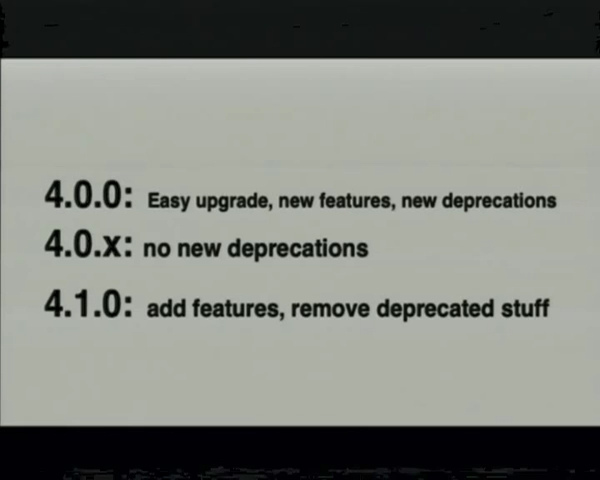 4.0.0: Easy upgrade, new features, new deprecations
4.0.x: no new deprecations
4.1.0: add features, remove deprecated stuff